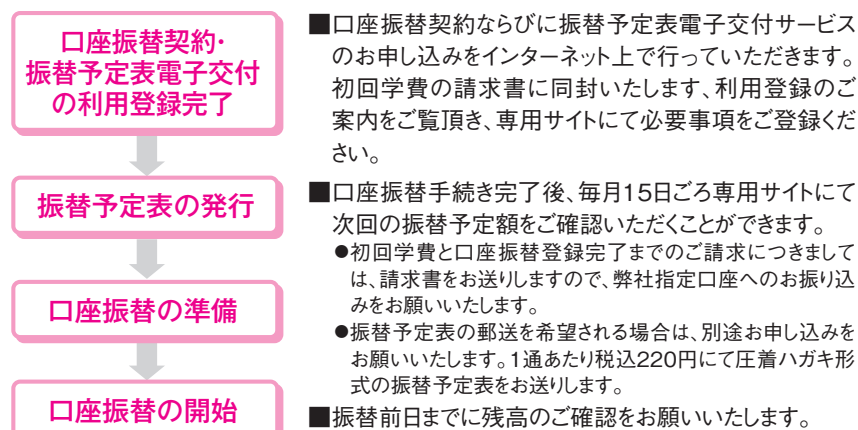 口座振替契約・
振替予定表電子交付
の利用登録完了
■口座振替契約ならびに振替予定表電子交付サービス
のお申し込みをインターネット上で行っていただきます。
初回学費の請求書に同封いたします、利用登録のご
案内をご覧頂き、専用サイトにて必要事項をご登録くだ
さい。
振替予定表の発行
■口座振替手続き完了後、毎月15日ごろ専用サイトにて
次回の振替予定額をご確認いただくことができます。
●初回学費と口座振替登録完了までのご請求につきまして
は、請求書をお送りしますので、弊社指定口座へのお振り込
みをお願いいたします。
●振替予定表の郵送を希望される場合は、別途お申し込みを
お願いいたします。1通あたり税込220円にて圧着ハガキ形
式の振替予定表をお送りします。
口座振替の準備
口座振替の開始
■振替前日までに残高のご確認をお願いいたします。